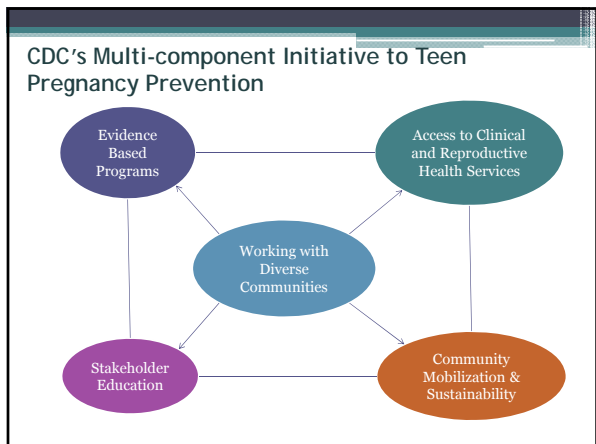 CDC's Multi-component Initiative to Teen
Pregnancy Prevention
Evidence
Based
Programs
Access to Clinical
and Reproductive
Health Services
Working with
Diverse
Communities
Stakeholder
Education
Community
Mobilization &
Sustainability